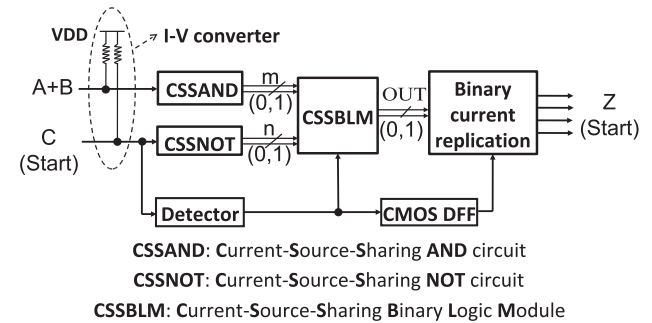 VDD
I-V converter
A+B
CSSAND
m
(0,1)
C
(Start)
CSSNOT
n
(0,1)
CSSBLM
OUT
(0,1)
Binary
current
replication
Z
(Start)
Detector
CMOS DFF
CSSAND: Current-Source-Sharing AND circuit
CSSNOT: Current-Source-Sharing NOT circuit
CSSBLM: Current-Source-Sharing Binary Logic Module